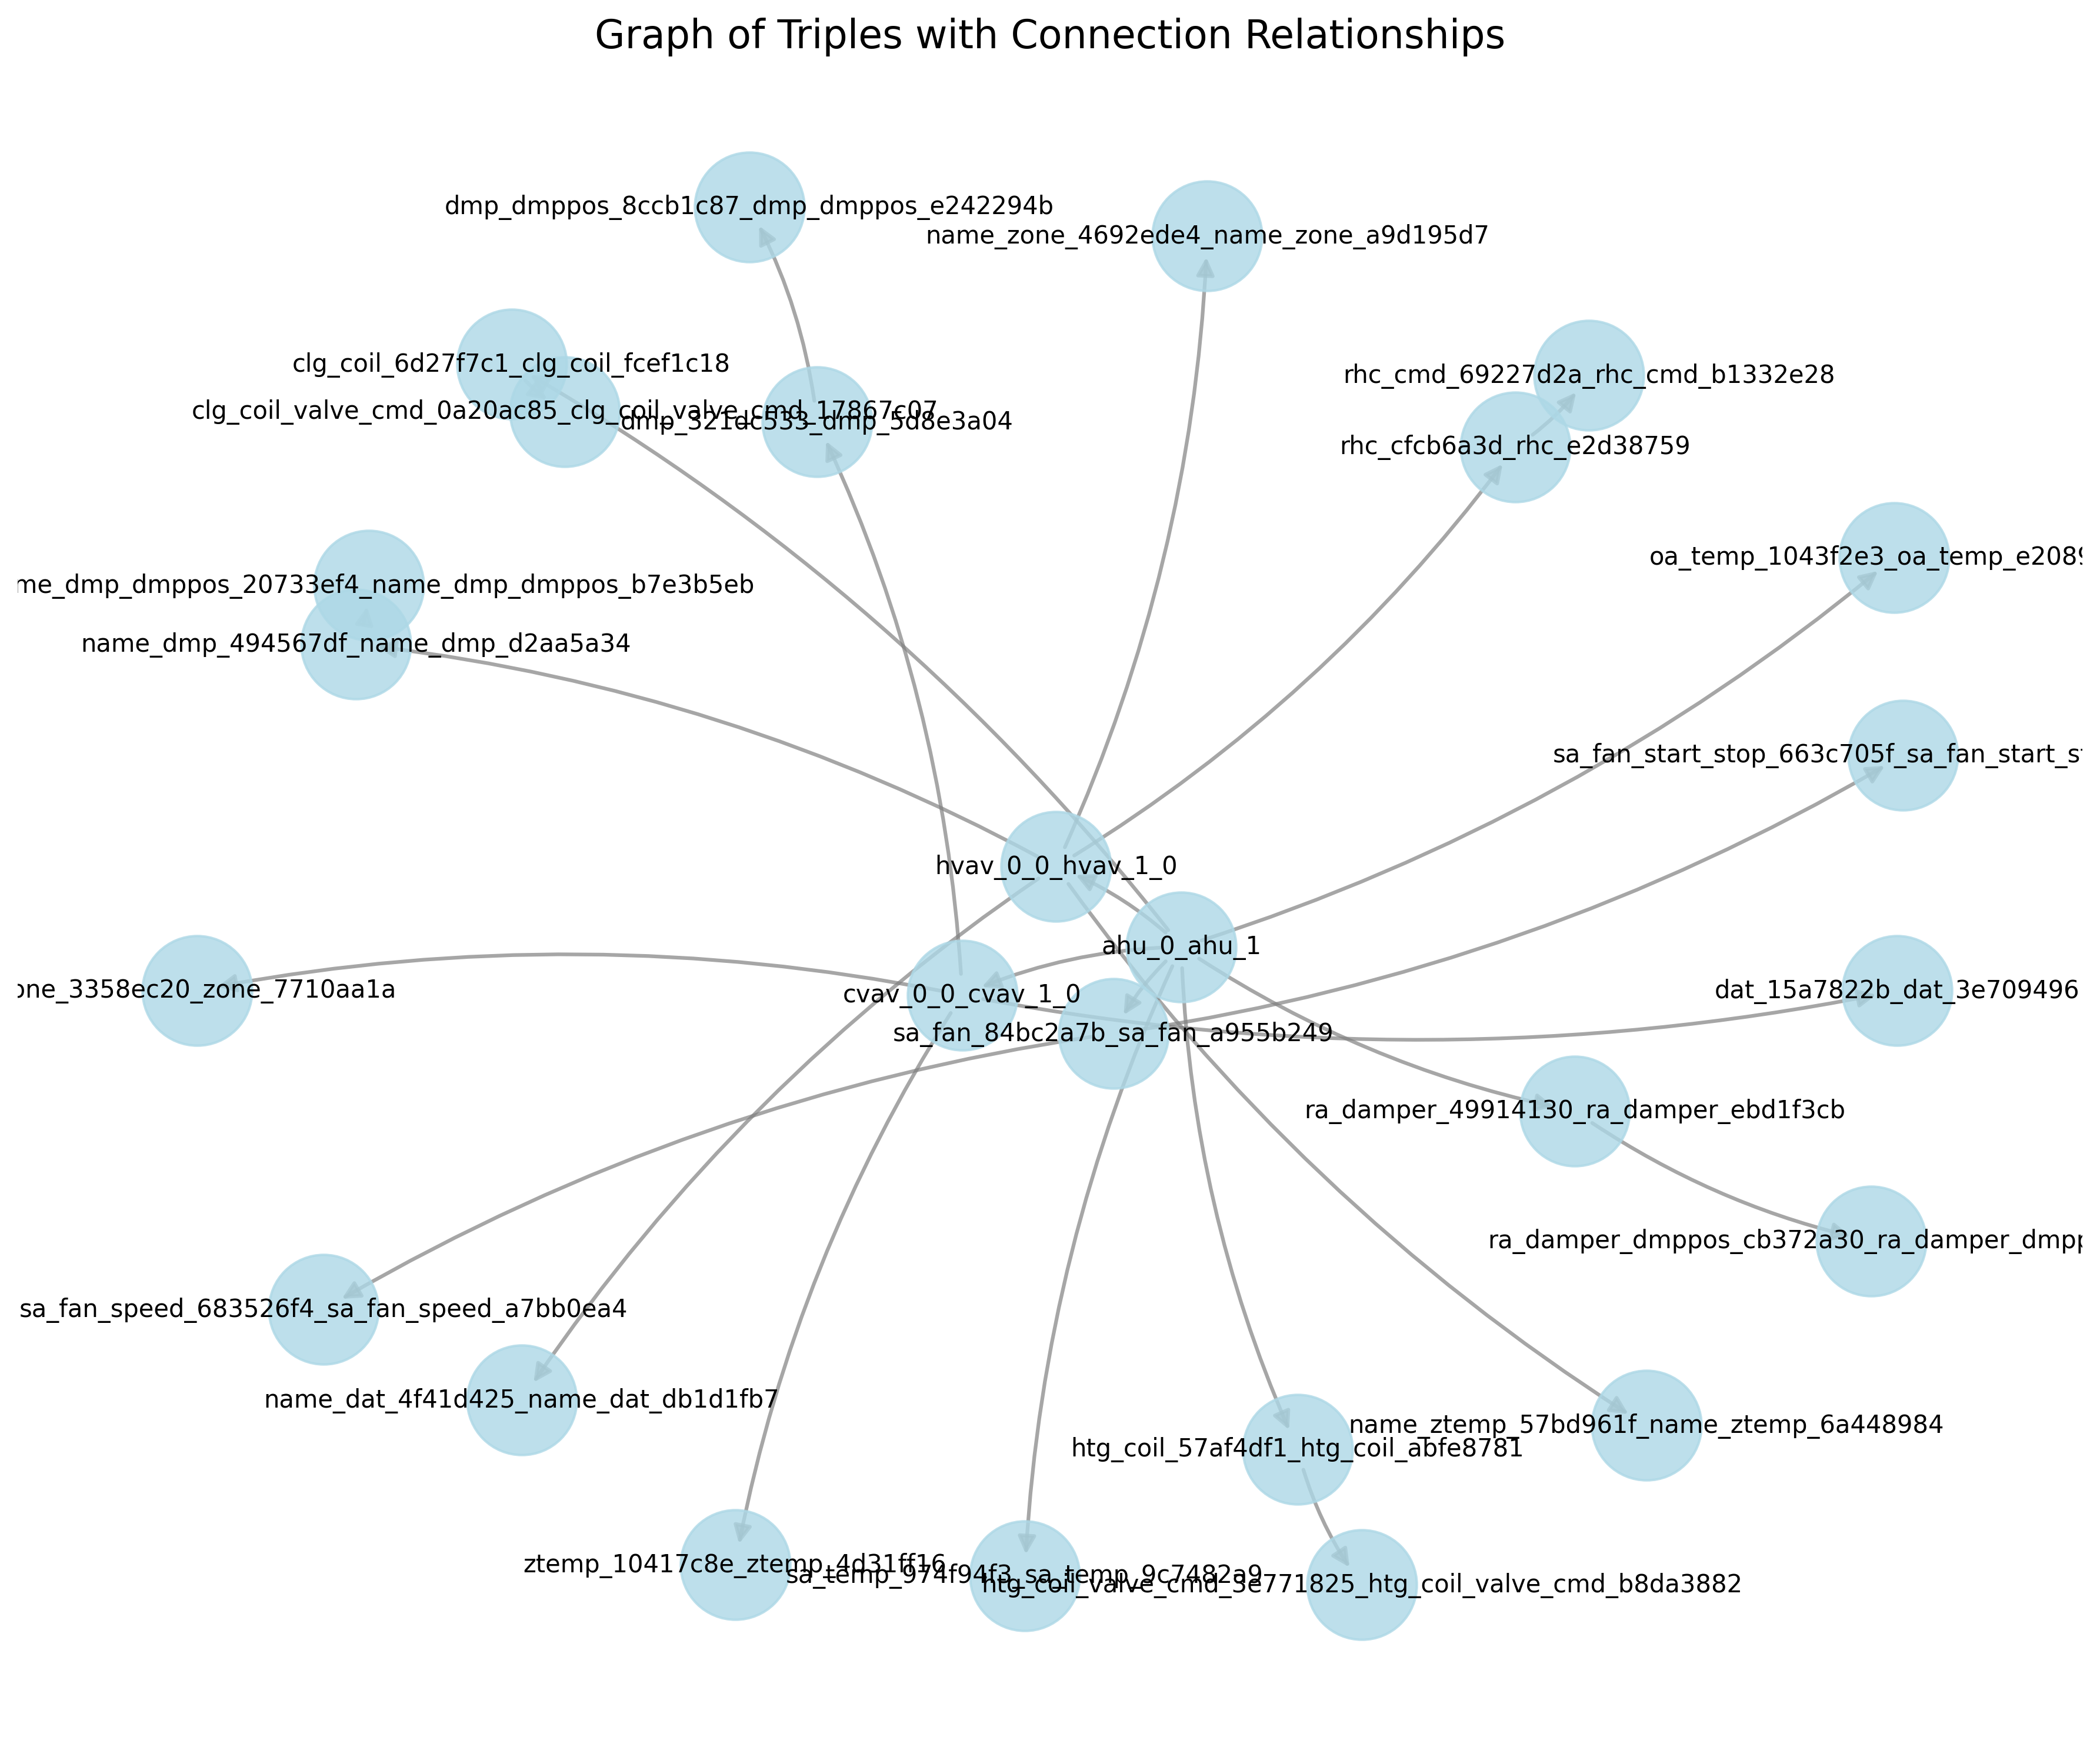 Graph of Triples with Connection Relationships
dmp_dmppos_8ccb1c87_dmp_dmppos_e242294b
name_zone_4692ede4_name_zone_a9d195d7
clg_coil_6d27f7c1_clg_coil_fcef1c18
rhc_cmd_69227d2a_rhc_cmd_b1332e28
clg_coil_valve_cmd_0a20ac85_clg_coil_valve_cmd_17867c07
dmp_321dc533_dmp_5d8e3a04
rhc_cfcb6a3d_rhc_e2d38759
oa_temp_1043f2e3_oa_temp_e2089
me_dmp_dmppos_20733ef4_name_dmp_dmppos_b7e3b5eb
name_dmp_494567df_name_dmp_d2aa5a34
sa_fan_start_stop_663c705f_sa_fan_start_s
hvav_0_0_hvav_1_0
ahu_0_ahu_1
one_3358ec20_zone_7710aa1a
cvav_0_0_cvav_1_0
dat_15a7822b_dat_3e709496
sa_fan_84bc2a7b_sa_fan_a955b249
ra_damper_49914130_ra_damper_ebd1f3cb
ra_damper_dmppos_cb372a30_ra_damper_dmpp
sa_fan_speed_683526f4_sa_fan_speed_a7bb0ea4
name_dat_4f41d425_name_dat_db1d1fb7
name_ztemp_57bd961f_name_ztemp_6a448984
htg_coil_57af4df1_htg_coil_abfe8781
ztemp_10417c8e_ztemp_4d31ff16
sa_temp_974f94f3_sa_temp_9c7482a9
htg_coil_valve_cmd_3e771825_htg_coil_valve_cmd_b8da3882